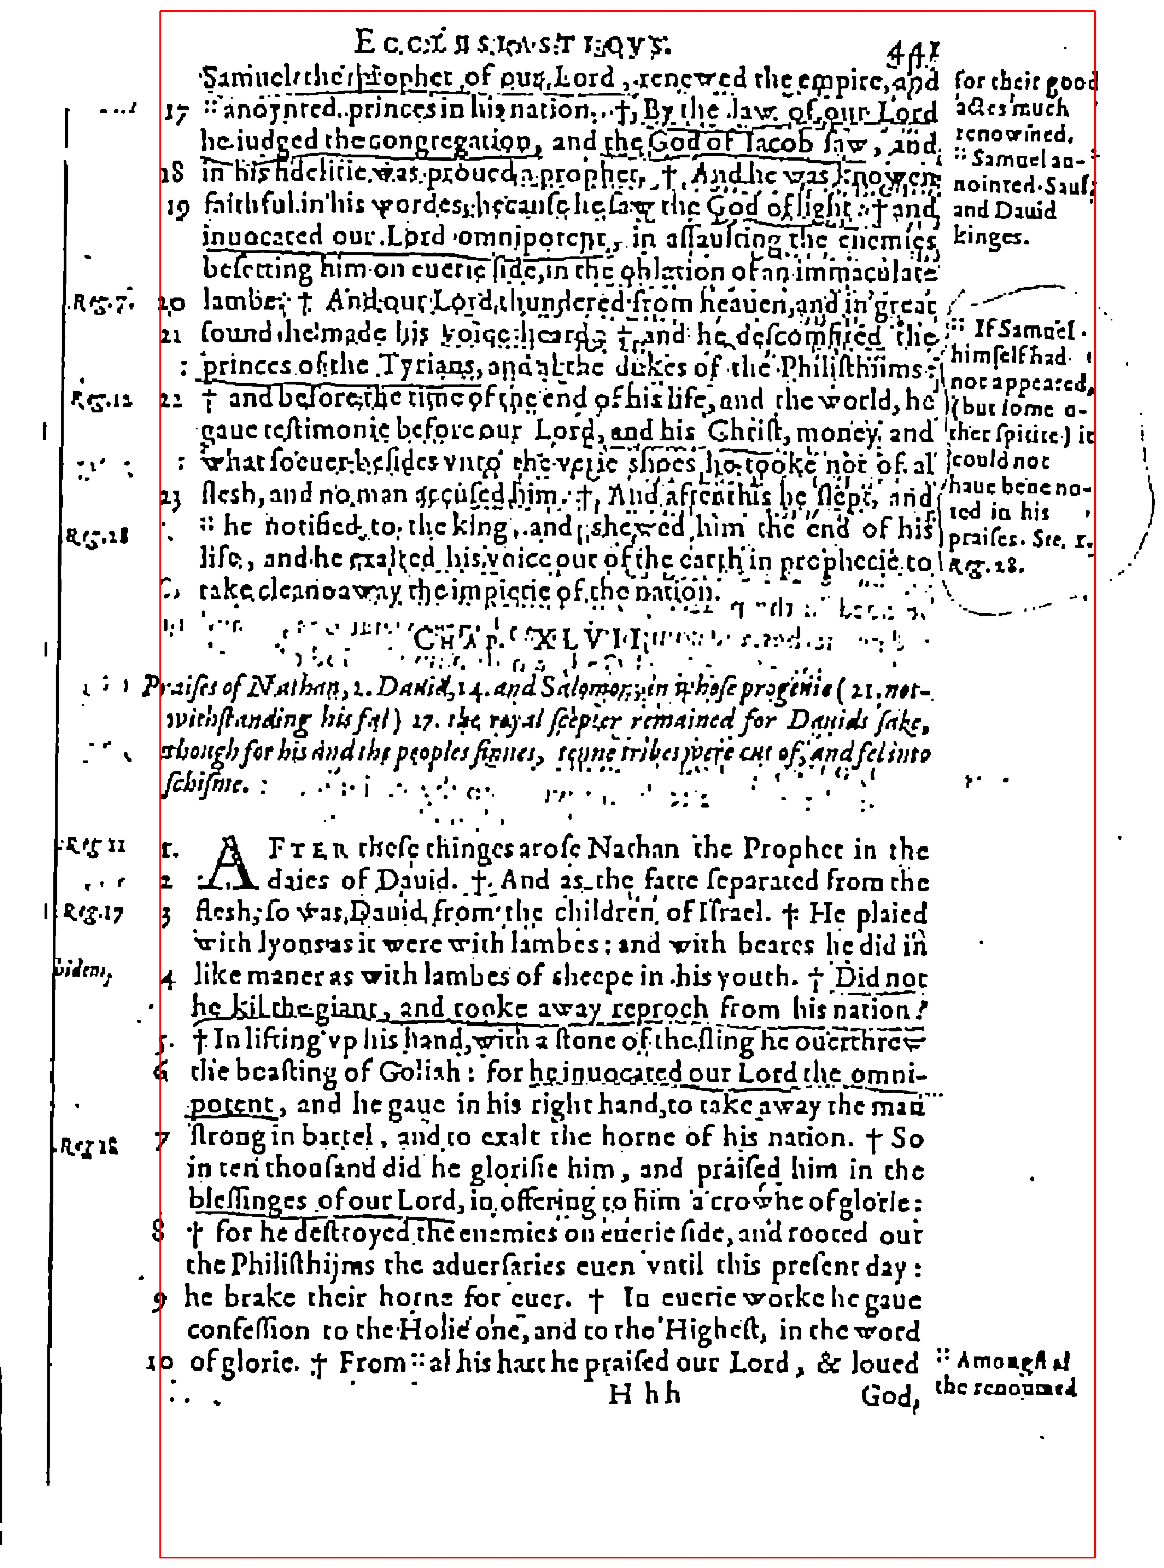 ECCLESIASTIQVS. 441
Samuel the prophet of our Lord, renewed the empire, and
17 :: anoynted princes in his nation. †, By the law of our Lord
he iudged the congregation, and the God of Iacob saw, and
18 in his fidelitie was proued a prophet. † And he was knowen
19 faithful in his wordes, because he saw the God of light: † and
inuocated our Lord omnipotent, in assaulting the enemies
besetting him on euerie side, in the oblation of an immaculate
20 lambe; † And our Lord thundered from heauen, and in great
21 sound he made his voice heard, † and he descomfited the
princes of the Tyrians, and al the dukes of the Philisthijms:
22 † and before the time of the end of his life, and the world, he
gaue testimonie before our Lord, and his Christ, money and
what soeuer besides vnto the verie shoes he tooke not of al
23 flesh, and no man accused him. †, And after this he slept, and
:: he notified to the king, and shewed him the end of his
life, and he exalted his voice out of the earth in prophecie to
take cleane away the impietie of the nation.
for their good
actes much
renowined.
:: Samuel an-
nointed Saul
and Dauid
kinges.
:: If Samuel
himself had
not appeared,
(but some o-
ther spirite) it
could not
haue bene no-
ted in his
praises. See. 1.
Reg. 28.
Reg. 7.
Reg. 12
Reg. 28
CHAP. XLVII.
Praises of Nathan, 2. Dauid, 14. and Salomon, in whose progenie (21. not-
withstanding his fal) 27. the royal scepter remained for Dauids sake,
though for his and the peoples sinnes, tenne tribes were cut of, and fel into
schisme.
1. AFTER these thinges arose Nathan the Prophet in the
2 daies of Dauid. † And as the fatte separated from the
3 flesh, so was Dauid from the children of Israel. † He plaied
with lyons as it were with lambes: and with beares he did in
4 like maner as with lambes of sheepe in his youth. † Did not
he kil the giant, and tooke away reproch from his nation?
5. † In lifting vp his hand, with a stone of the sling he ouerthrew
6 the boasting of Goliah: for he inuocated our Lord the omni-
potent, and he gaue in his right hand, to take away the man
7 strong in battel, and to exalt the horne of his nation. † So
in ten thousand did he glorifie him, and praised him in the
blessinges of our Lord, in offering to him a crowne of glorie:
8 † for he destroyed the enemies on euerie side, and rooted out
the Philisthijms the aduersaries euen vntil this present day:
9 he brake their horne for euer. † In euerie worke he gaue
confession to the Holie one, and to the Highest, in the word
10 of glorie. † From :: al his hart he praised our Lord, & loued
Reg 11
Reg. 17
bidem,
Reg 18
:: Amongst al
the renoumed
Hhh God,